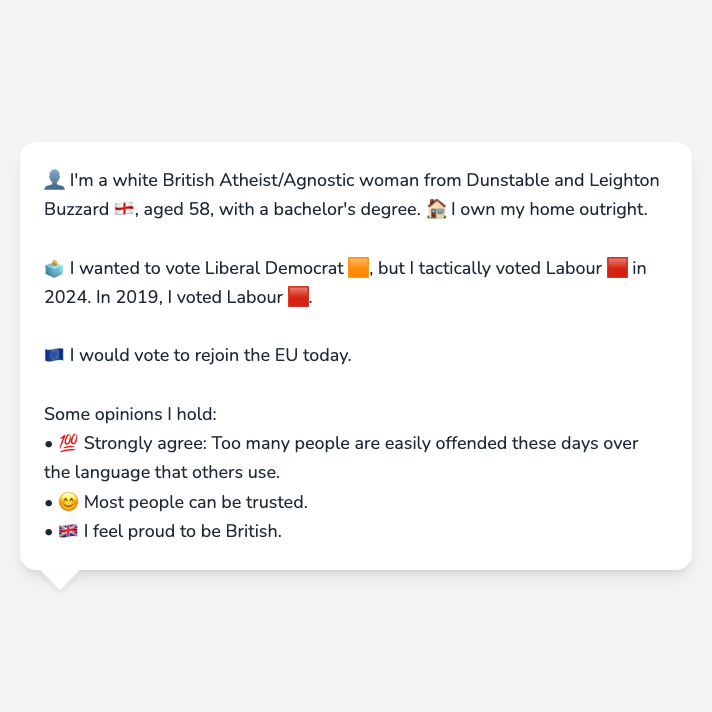 👤 I'm a white British Atheist/Agnostic woman from Dunstable and Leighton
Buzzard 🏴󠁧󠁢󠁥󠁮󠁧󠁿, aged 58, with a bachelor's degree. 🏠 I own my home outright.
🗳️ I wanted to vote Liberal Democrat 🟧, but I tactically voted Labour 🟥 in
2024. In 2019, I voted Labour 🟥.
🇪🇺 I would vote to rejoin the EU today.
Some opinions I hold:
• 💯 Strongly agree: Too many people are easily offended these days over
the language that others use.
• 😊 Most people can be trusted.
• 🇬🇧 I feel proud to be British.